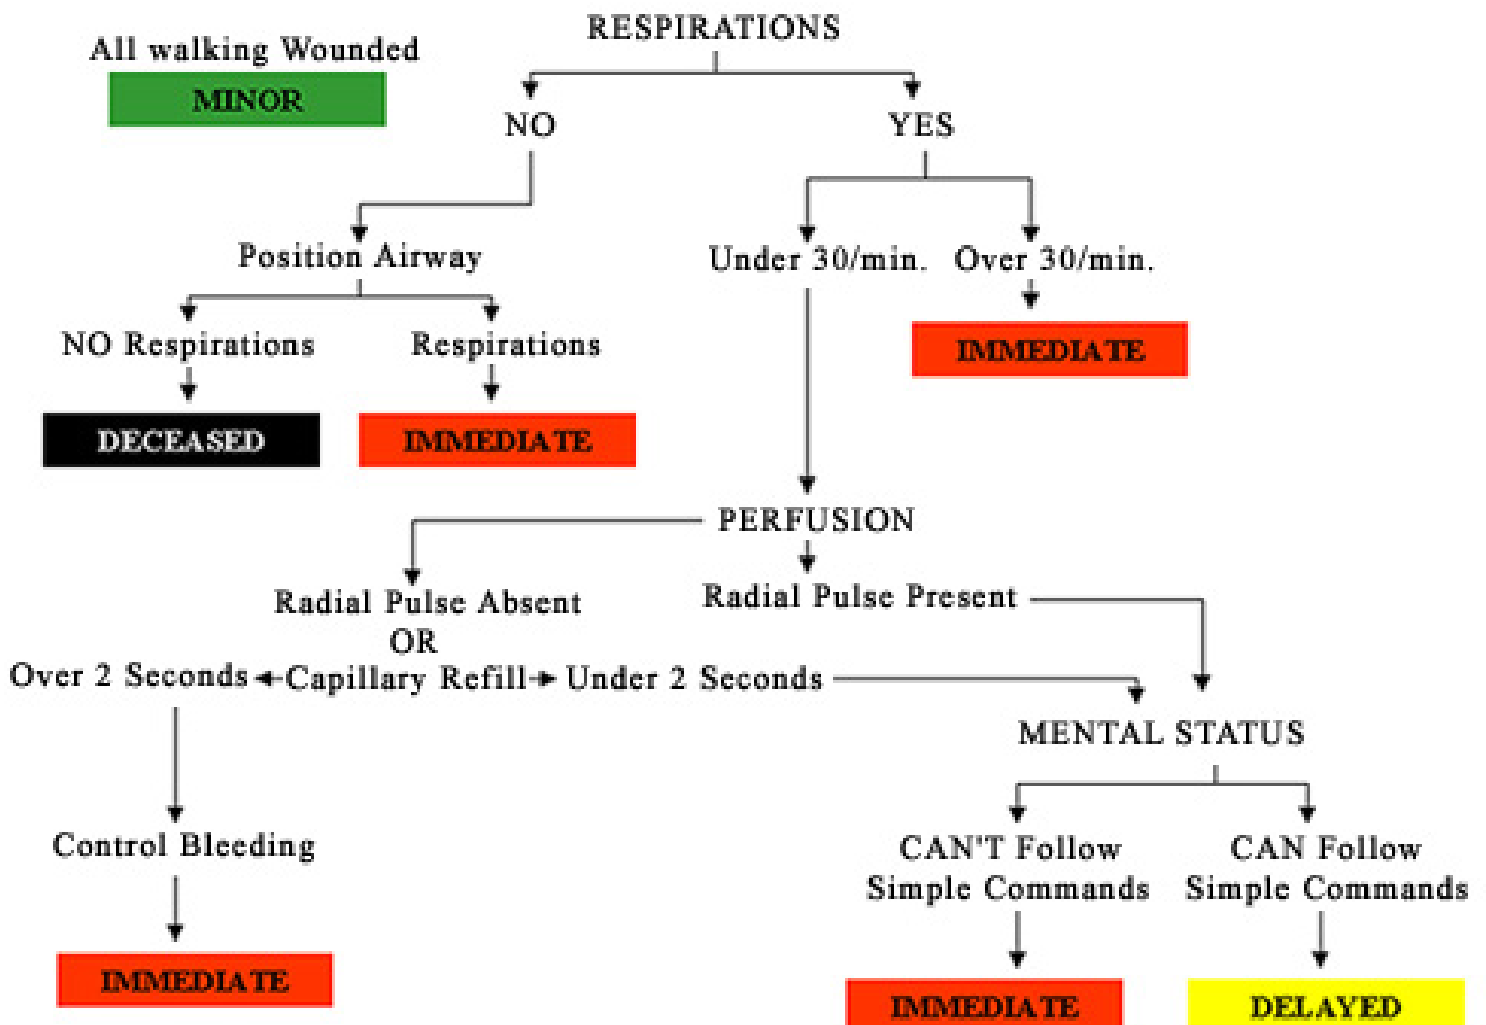 RESPIRATIONS
All walking Wounded
MINOR
NO
YES
Position Airway
Under 30/min.
Over 30/min.
NO Respirations
Respirations
IMMEDIATE
DECEASED
IMMEDIATE
PERFUSION
Radial Pulse Absent
Radial Pulse Present
OR
Over 2 Seconds
Capillary Refill
Under 2 Seconds
MENTAL STATUS
Control Bleeding
CAN'T Follow
Simple Commands
CAN Follow
Simple Commands
IMMEDIATE
IMMEDIATE
DELAYED